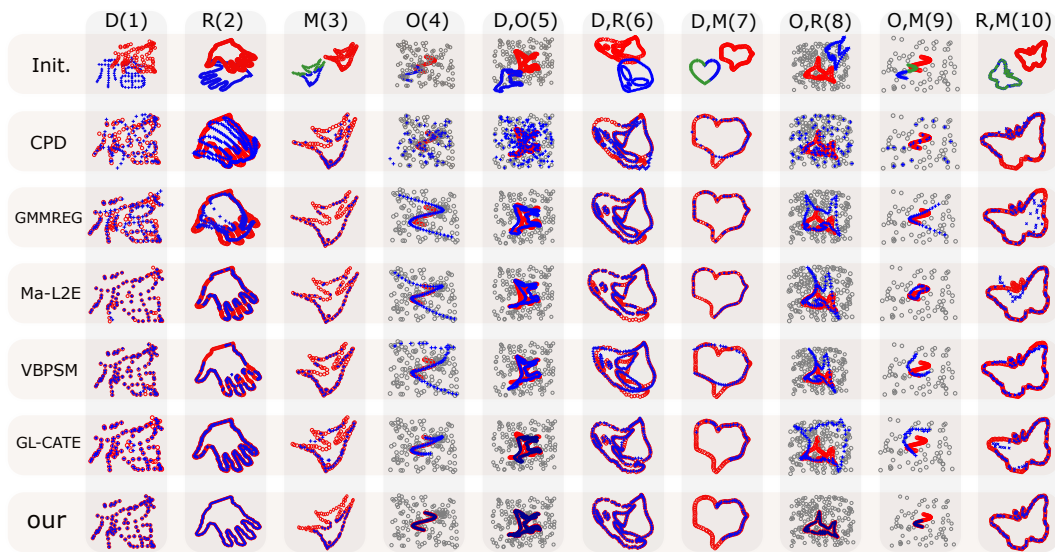 D(1) R(2) M(3) O(4) D,O(5) D,R(6) D,M(7) O,R(8) O,M(9) R,M(10)
Init.
CPD
GMMREG
Ma-L2E
VBPSM
GL-CATE
our